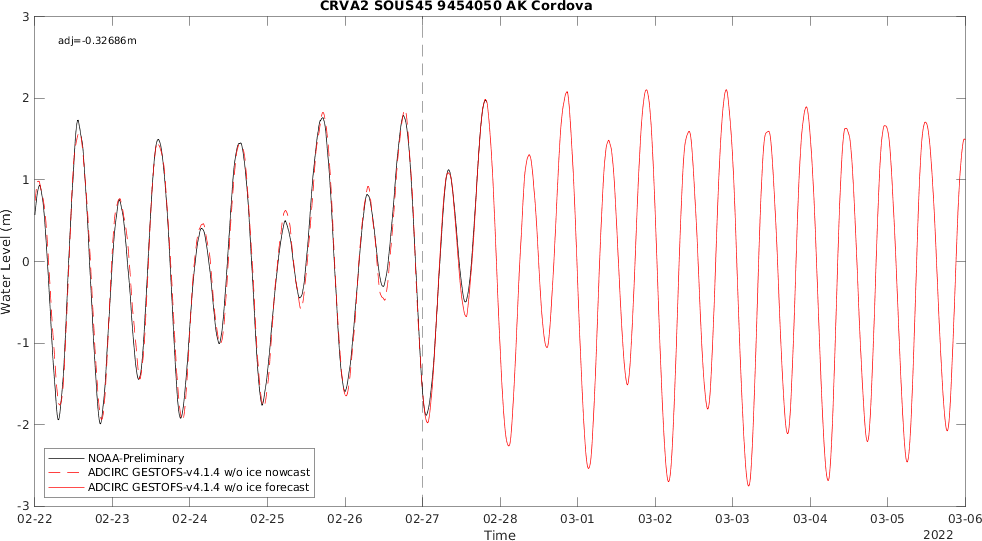 CRVA2 SOUS45 9454050 AK Cordova
adj=-0.32686m
3
2
1
0
-1
-2
-3
Water Level (m)
NOAA-Preliminary
ADCIRC GESTOFS-v4.1.4 w/o ice nowcast
ADCIRC GESTOFS-v4.1.4 w/o ice forecast
02-22 02-23 02-24 02-25 02-26 02-27 02-28 03-01 03-02 03-03 03-04 03-05 03-06
Time
2022